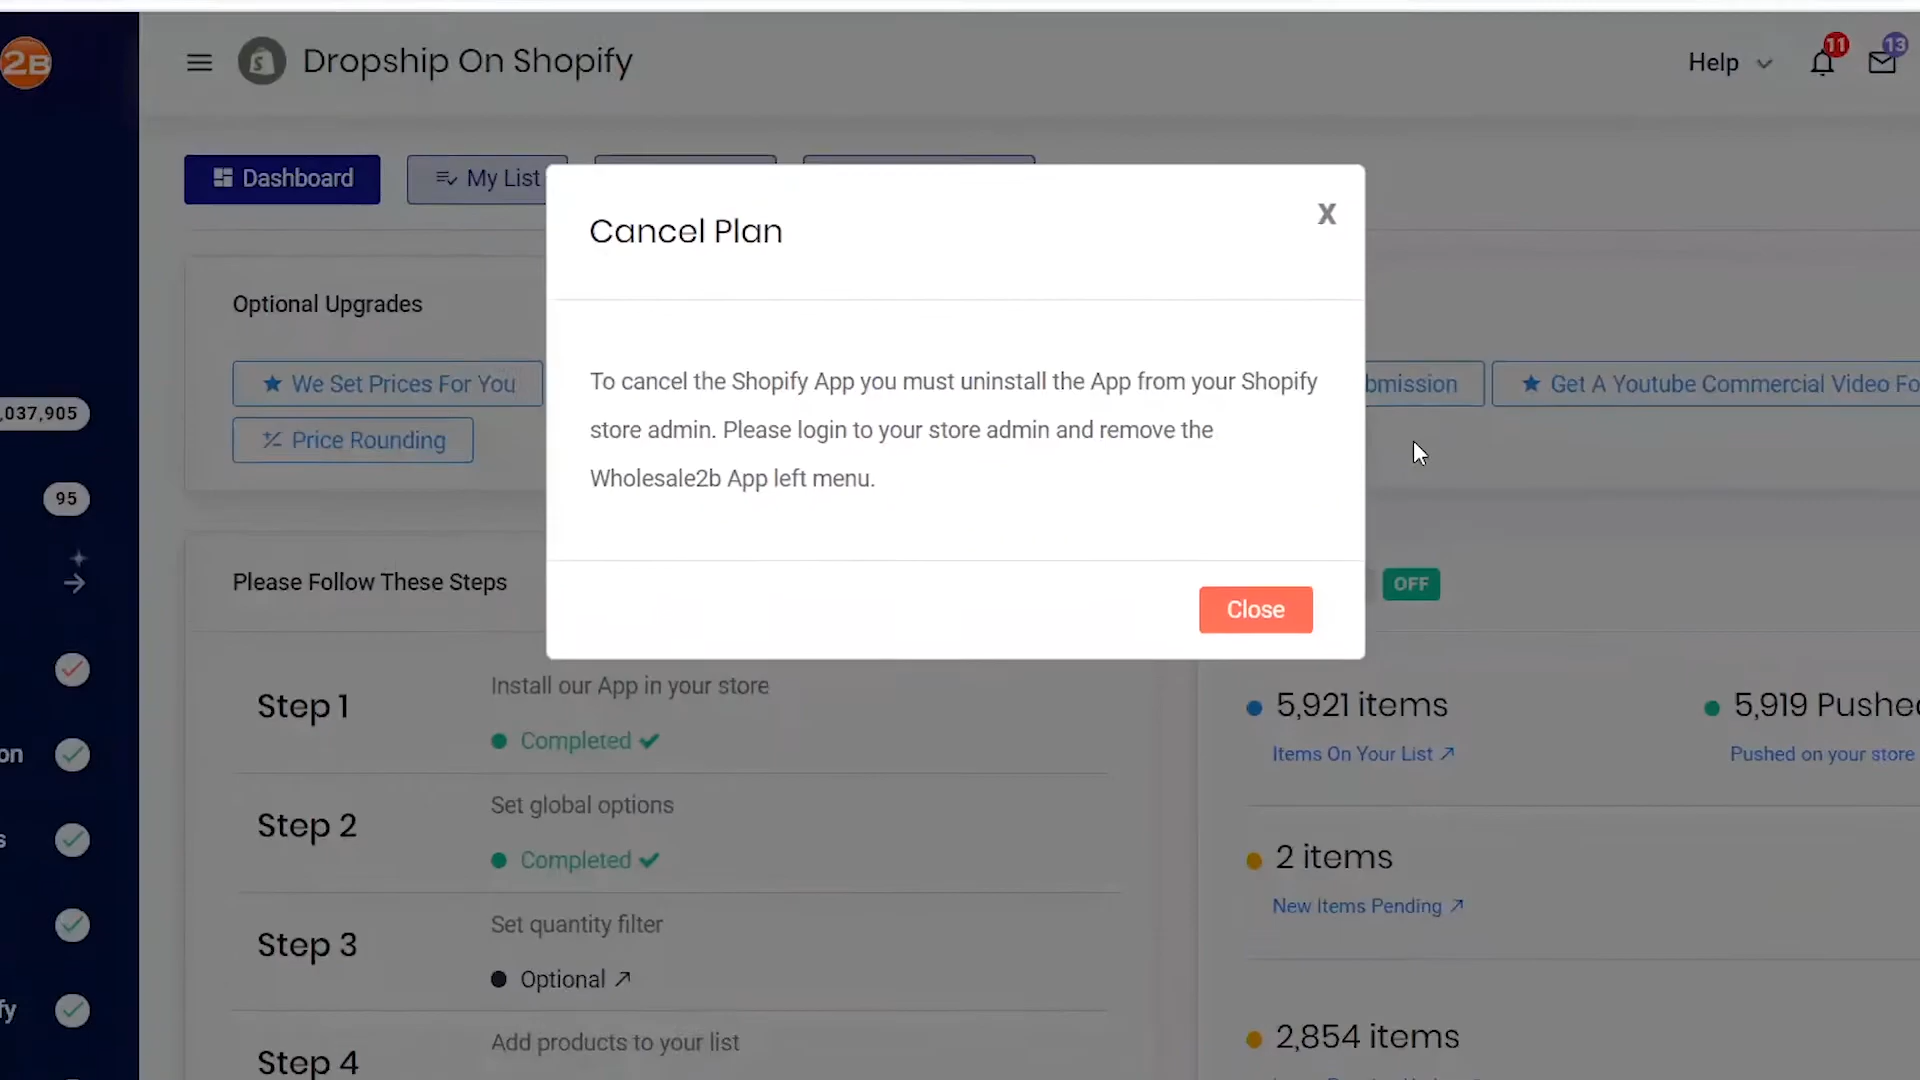 2B
Dropship On Shopify
Help
11
13
Dashboard
My List
Cancel Plan
X
Optional Upgrades
We Set Prices For You
bmission
Get A Youtube Commercial Video Fo
Price Rounding
To cancel the Shopify App you must uninstall the App from your Shopify
store admin. Please login to your store admin and remove the
Wholesale2b App left menu.
Close
,037,905
95
on
s
fy
Please Follow These Steps
OFF
Step 1
Install our App in your store
Completed
Step 2
Set global options
Completed
Step 3
Set quantity filter
Optional
Step 4
Add products to your list
5,921 items
Items On Your List
5,919 Pushed
Pushed on your store
2 items
New Items Pending
2,854 items